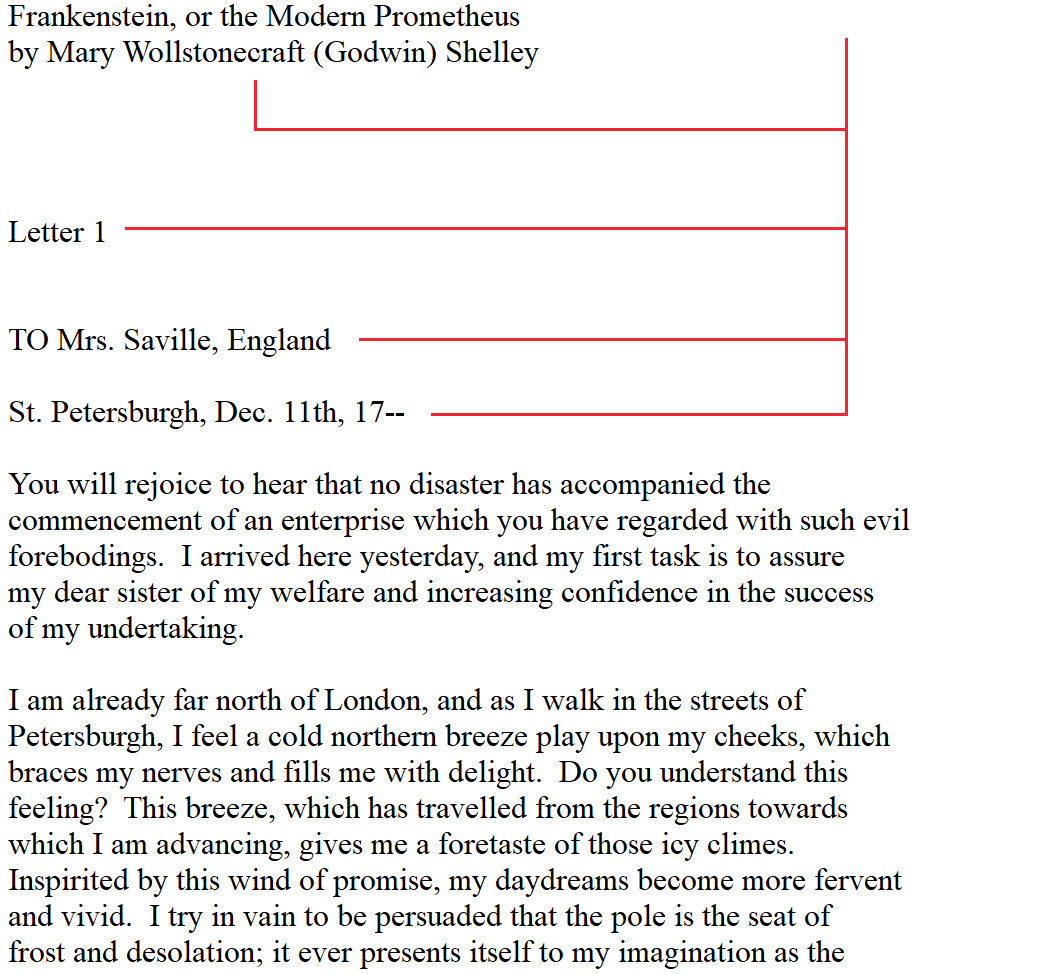 Frankenstein, or the Modern Prometheus
by Mary Wollstonecraft (Godwin) Shelley
Letter 1
TO Mrs. Saville, England
St. Petersburgh, Dec. 11th, 17--
You will rejoice to hear that no disaster has accompanied the
commencement of an enterprise which you have regarded with such evil
forebodings.  I arrived here yesterday, and my first task is to assure
my dear sister of my welfare and increasing confidence in the success
of my undertaking.
I am already far north of London, and as I walk in the streets of
Petersburgh, I feel a cold northern breeze play upon my cheeks, which
braces my nerves and fills me with delight.  Do you understand this
feeling?  This breeze, which has travelled from the regions towards
which I am advancing, gives me a foretaste of those icy climes.
Inspirited by this wind of promise, my daydreams become more fervent
and vivid.  I try in vain to be persuaded that the pole is the seat of
frost and desolation; it ever presents itself to my imagination as the